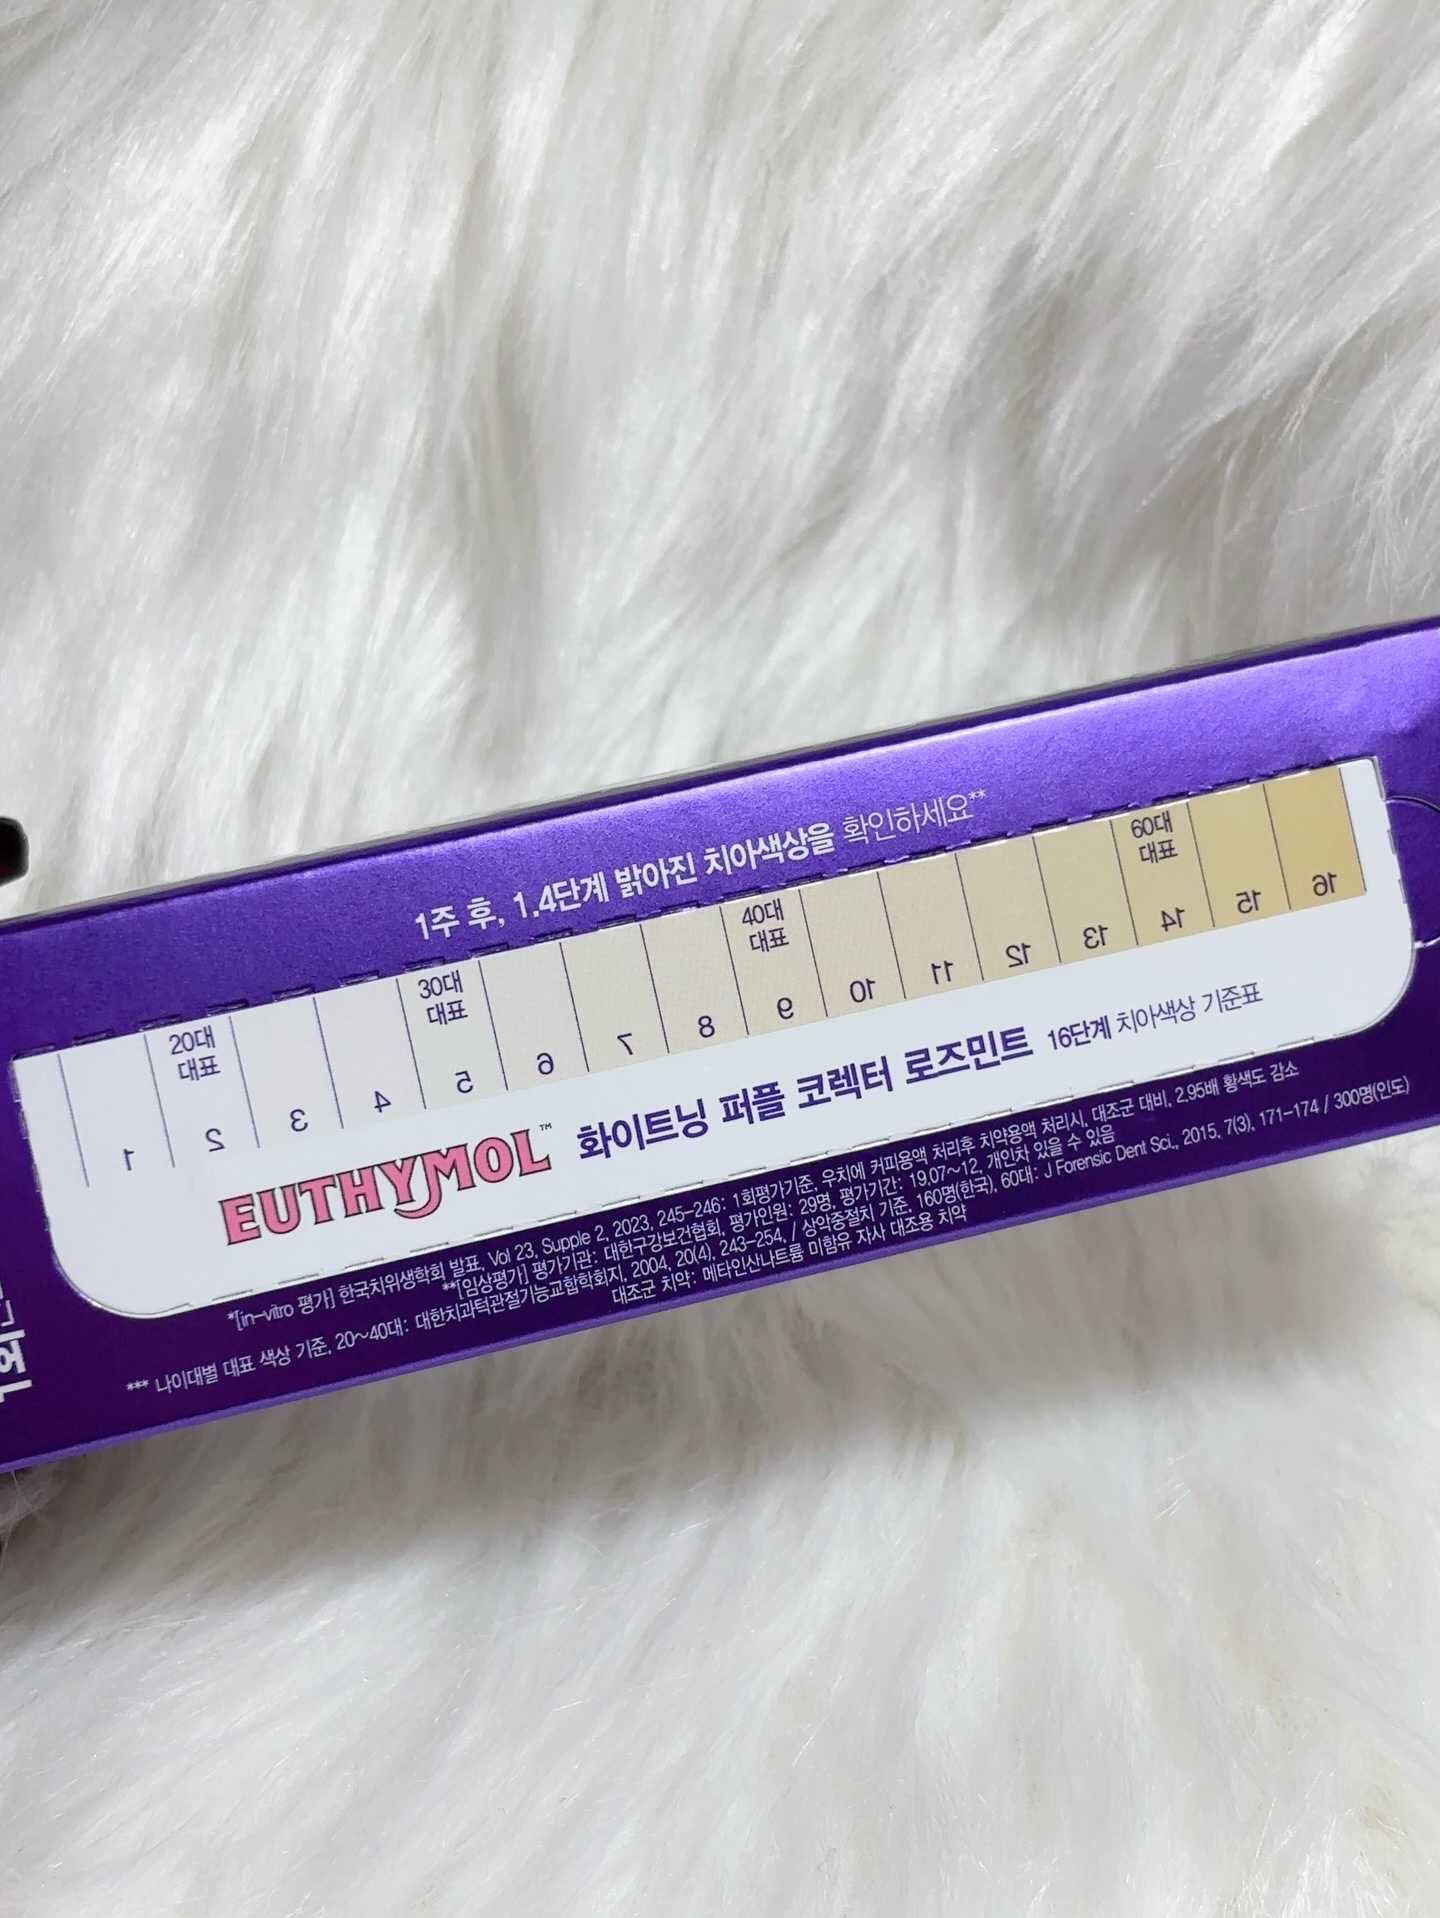 1주 후, 1.4단계 밝아진 치아색상을 확인하세요**
20대 대표
30대 대표
40대 대표
60대 대표
1 2 3 4 5 6 7 8 9 10 11 12 13 14 15 16
EUTHYMOL™ 화이트닝 퍼플 코렉터 로즈민트 16단계 치아색상 기준표
*[in-vitro 평가] 한국치위생학회 발표, Vol 23, Supple 2, 2023, 245-246: 1회평가기준, 우치에 커피용액 처리후 치약용액 처리시, 대조군 대비, 2.95배 황색도 감소
**[임상평가] 평가기관: 대한구강보건협회, 평가인원: 29명, 평가기간: 19.07~12, 개인차 있을 수 있음
*** 나이대별 대표 색상 기준, 20~40대: 대한치과턱관절기능교합학회지, 2004, 20(4), 243-254, / 상악중절치 기준, 160명(한국), 60대: J Forensic Dent Sci., 2015, 7(3), 171-174 / 300명(인도)
대조군 치약: 메타인산나트륨 미함유 자사 대조용 치약